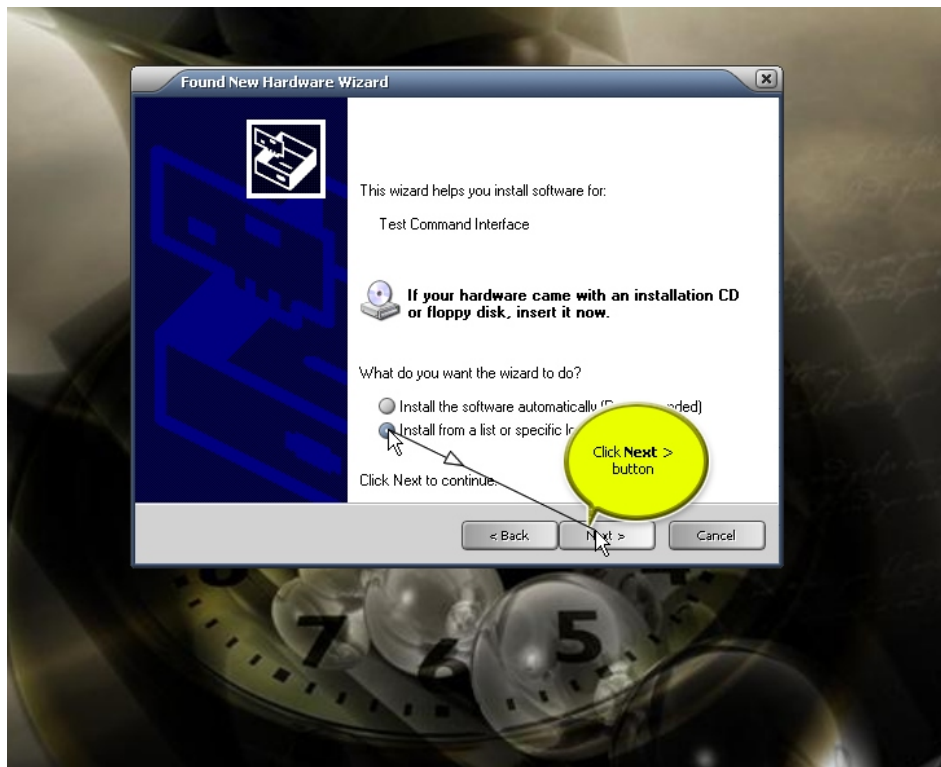 Found New Hardware Wizard
This wizard helps you install software for:
Test Command Interface
If your hardware came with an installation CD
or floppy disk, insert it now.
What do you want the wizard to do?
Install the software automatically
Install from a list or specific
Click Next >
button
Click Next to continue.
< Back
Cancel
7
6
5